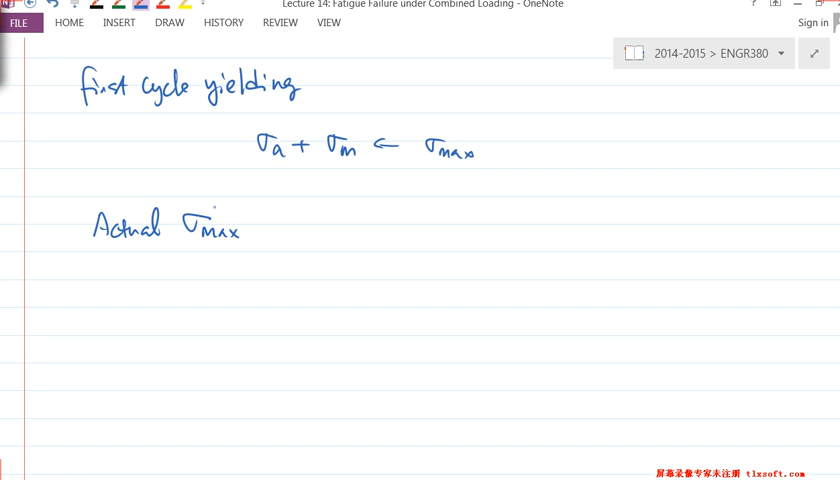 Lecture 14: Fatigue Failure under Combined Loading - OneNote
FILE HOME INSERT DRAW HISTORY REVIEW VIEW Sign in
2014-2015 > ENGR380
first cycle yielding
σa + σm ← σmax
Actual σmax
屏幕录像专家未注册 tlxsoft.com